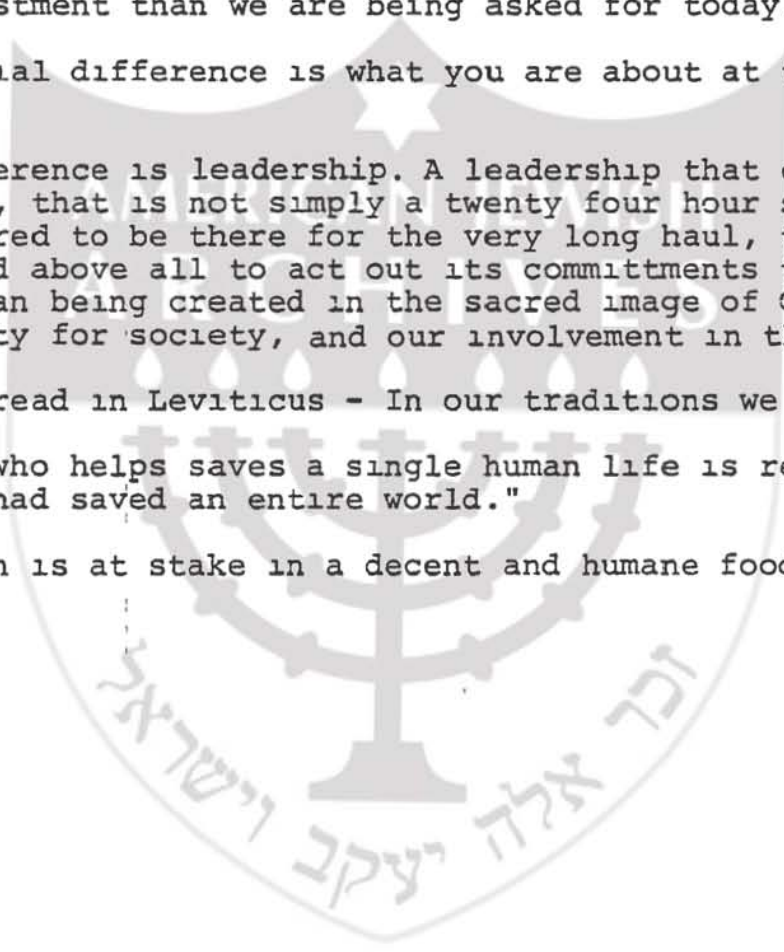 stment than we are being asked for today
ial difference is what you are about at
erence is leadership. A leadership that
, that is not simply a twenty four hour
red to be there for the very long haul,
d above all to act out its committments
an being created in the sacred image of
ty for society, and our involvement in
read in Leviticus - In our traditions we
who helps saves a single human life is re
had saved an entire world."
is at stake in a decent and humane food
AMERICAN JEWISH
ARCHIVES
זכר אלה יעקב וישראל